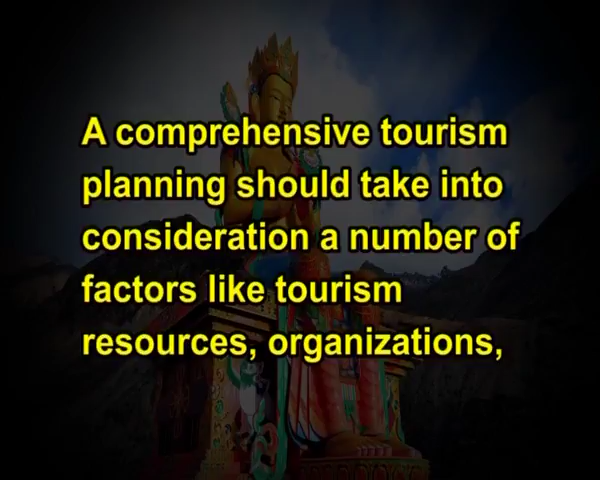 A comprehensive tourism
planning should take into
consideration a number of
factors like tourism
resources, organizations,